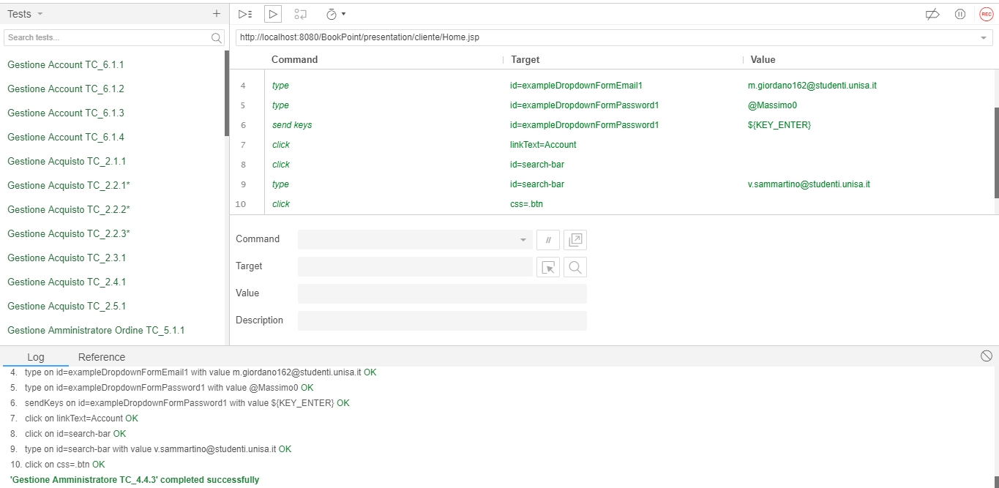 Tests
Search tests...
Gestione Account TC_6.1.1
Gestione Account TC_6.1.2
Gestione Account TC_6.1.3
Gestione Account TC_6.1.4
Gestione Acquisto TC_2.1.1
Gestione Acquisto TC_2.2.1*
Gestione Acquisto TC_2.2.2*
Gestione Acquisto TC_2.2.3*
Gestione Acquisto TC_2.3.1
Gestione Acquisto TC_2.4.1
Gestione Acquisto TC_2.5.1
Gestione Amministratore Ordine TC_5.1.1
REC
http://localhost:8080/BookPoint/presentation/cliente/Home.jsp
Command Target Value
4 type id=exampleDropdownFormEmail1 m.giordano162@studenti.unisa.it
5 type id=exampleDropdownFormPassword1 @Massimo0
6 send keys id=exampleDropdownFormPassword1 ${KEY_ENTER}
7 click linkText=Account
8 click id=search-bar
9 type id=search-bar v.sammartino@studenti.unisa.it
10 click css=.btn
Command //
Target
Value
Description
Log Reference
4. type on id=exampleDropdownFormEmail1 with value m.giordano162@studenti.unisa.it OK
5. type on id=exampleDropdownFormPassword1 with value @Massimo0 OK
6. sendKeys on id=exampleDropdownFormPassword1 with value ${KEY_ENTER} OK
7. click on linkText=Account OK
8. click on id=search-bar OK
9. type on id=search-bar with value v.sammartino@studenti.unisa.it OK
10. click on css=.btn OK
'Gestione Amministratore TC_4.4.3' completed successfully